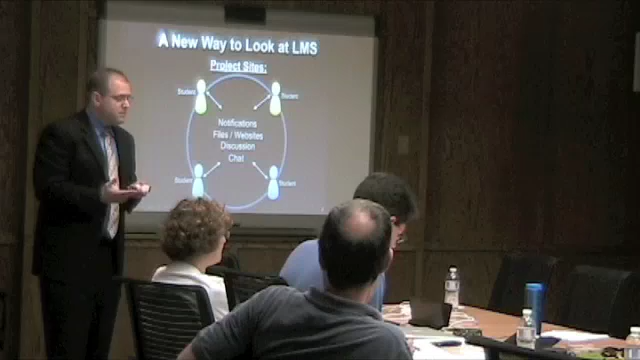 A New Way to Look at LMS
Project Sites:
Student
Student
Notifications
Files / Websites
Discussion
Chat
Student
Student